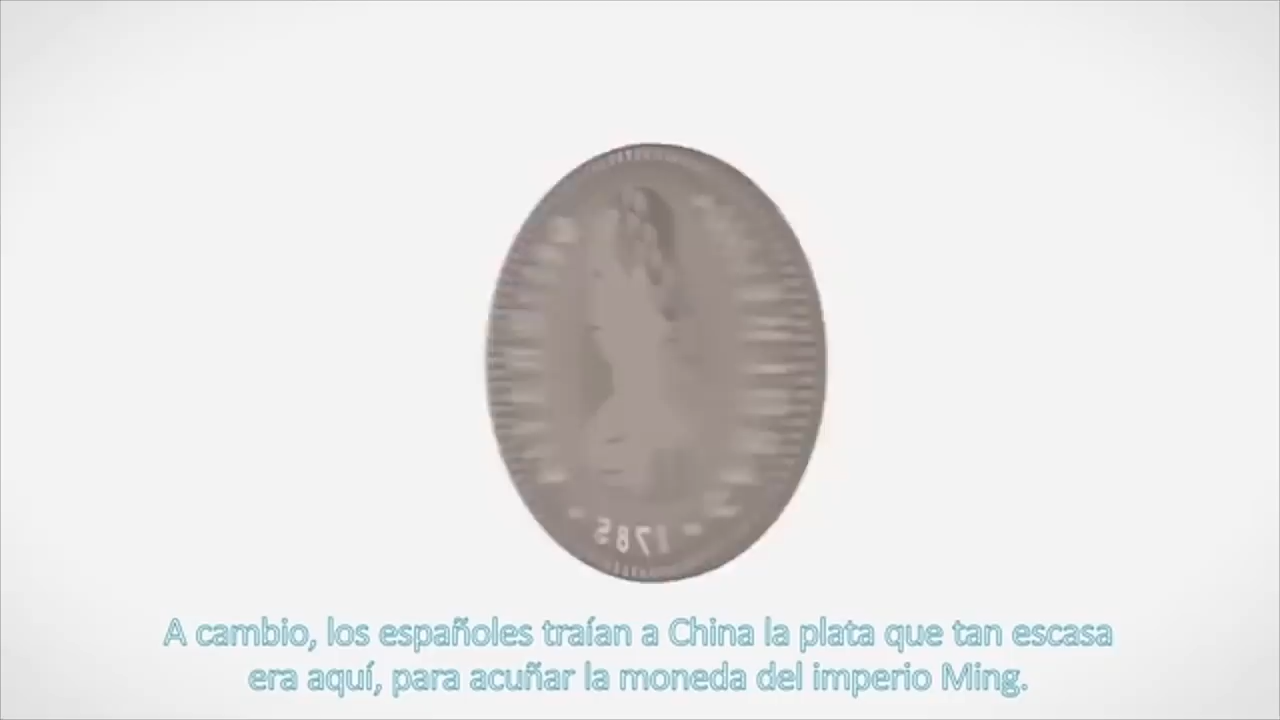 1785
A cambio, los españoles traían a China la plata que tan escasa
era aquí, para acuñar la moneda del imperio Ming.